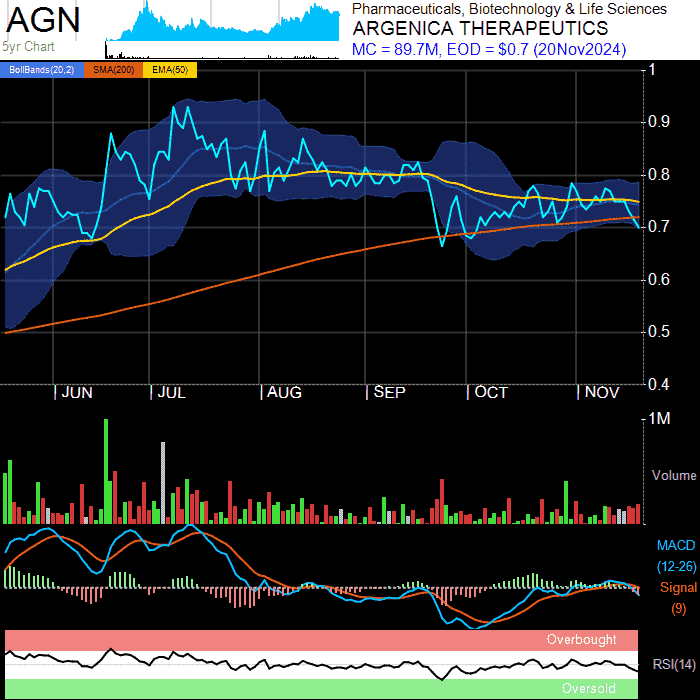 AGN
5yr Chart
Pharmaceuticals, Biotechnology & Life Sciences
ARGENICA THERAPEUTICS
MC = 89.7M, EOD = $0.7 (20Nov2024)
BollBands(20,2) SMA(200) EMA(50)
1
0.9
0.8
0.7
0.6
0.5
0.4
JUN JUL AUG SEP OCT NOV
1M
Volume
MACD
(12-26)
Signal
(9)
Overbought
RSI(14)
Oversold